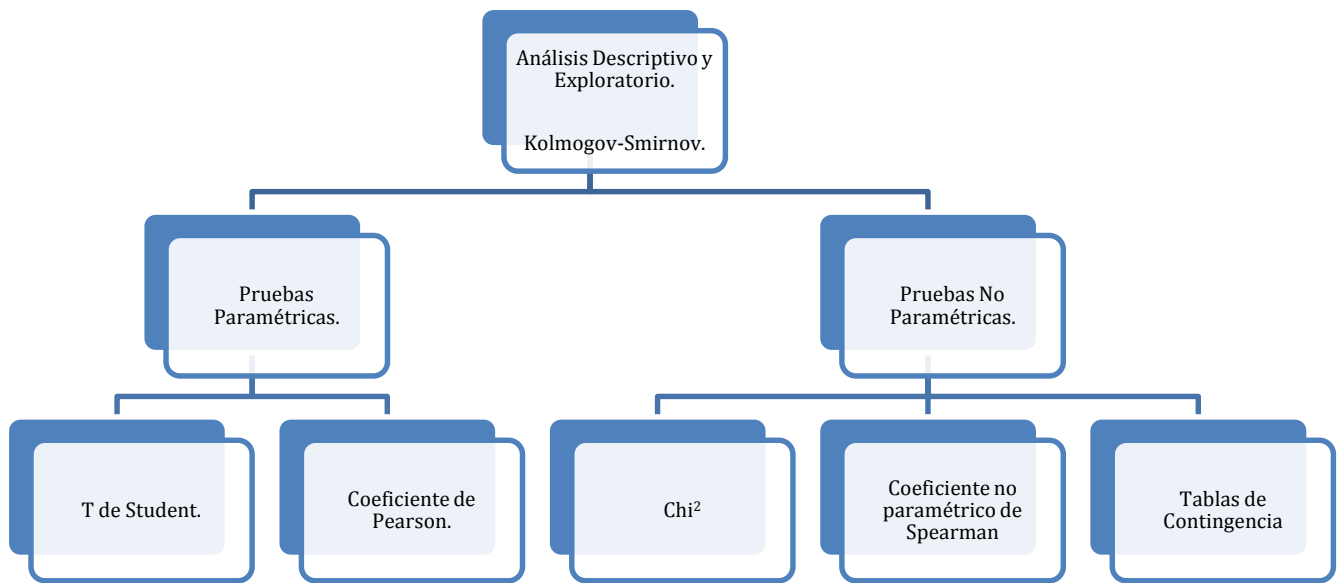 Análisis Descriptivo y
Exploratorio.
Kolmogov-Smirnov.
Pruebas
Paramétricas.
Pruebas No
Paramétricas.
T de Student.
Coeficiente de
Pearson.
Chi²
Coeficiente no
paramétrico de
Spearman
Tablas de
Contingencia